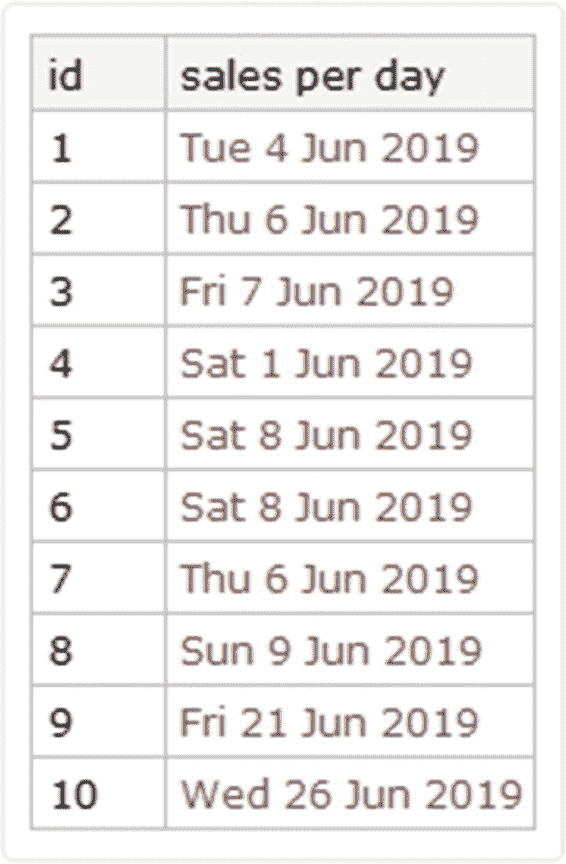 id sales per day
1 Tue 4 Jun 2019
2 Thu 6 Jun 2019
3 Fri 7 Jun 2019
4 Sat 1 Jun 2019
5 Sat 8 Jun 2019
6 Sat 8 Jun 2019
7 Thu 6 Jun 2019
8 Sun 9 Jun 2019
9 Fri 21 Jun 2019
10 Wed 26 Jun 2019